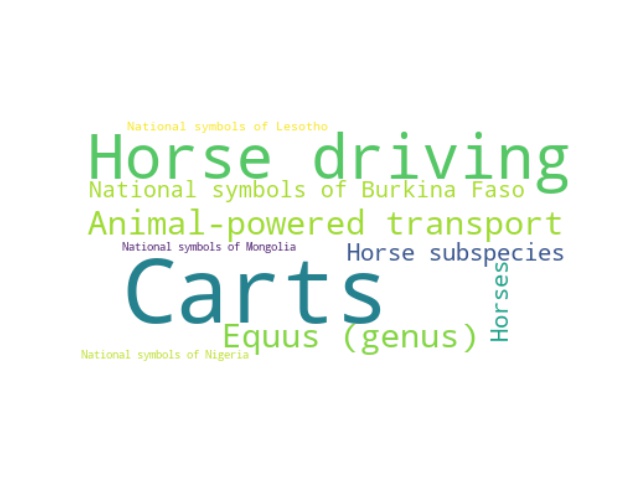 National symbols of Lesotho
Horse driving
National symbols of Burkina Faso
Animal-powered transport
National symbols of Mongolia
Horse subspecies
Carts
Horses
Equus (genus)
National symbols of Nigeria